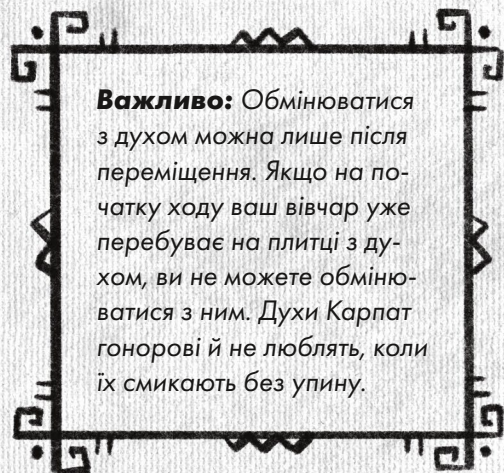 Важливо: Обмінюватися
з духом можна лише після
переміщення. Якщо на по-
чатку ходу ваш вівчар уже
перебуває на плитці з ду-
хом, ви не можете обміню-
ватися з ним. Духи Карпат
гонорові й не люблять, коли
їх смикають без упину.